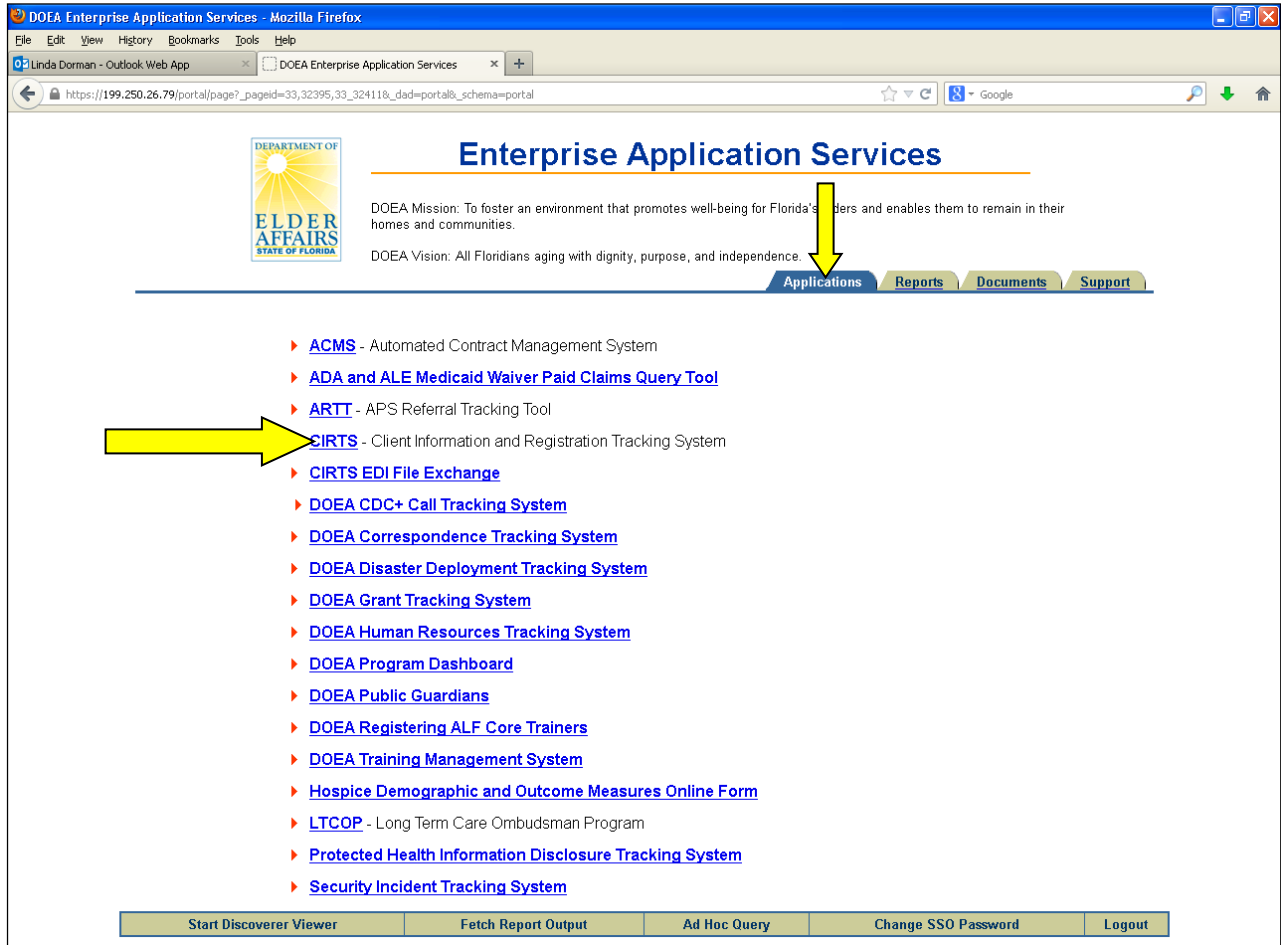 DOEA Enterprise Application Services - Mozilla Firefox
File Edit View History Bookmarks Tools Help
Linda Dorman - Outlook Web App × DOEA Enterprise Application Services × +
https://199.250.26.79/portal/page?_pageid=33,32395,33_32411&_dad=portal&_schema=portal Google
DEPARTMENT OF
ELDER
AFFAIRS
STATE OF FLORIDA
Enterprise Application Services
DOEA Mission: To foster an environment that promotes well-being for Florida's ders and enables them to remain in their
homes and communities.
DOEA Vision: All Floridians aging with dignity, purpose, and independence.
Applications Reports Documents Support
ACMS - Automated Contract Management System
ADA and ALE Medicaid Waiver Paid Claims Query Tool
ARTT - APS Referral Tracking Tool
CIRTS - Client Information and Registration Tracking System
CIRTS EDI File Exchange
DOEA CDC+ Call Tracking System
DOEA Correspondence Tracking System
DOEA Disaster Deployment Tracking System
DOEA Grant Tracking System
DOEA Human Resources Tracking System
DOEA Program Dashboard
DOEA Public Guardians
DOEA Registering ALF Core Trainers
DOEA Training Management System
Hospice Demographic and Outcome Measures Online Form
LTCOP - Long Term Care Ombudsman Program
Protected Health Information Disclosure Tracking System
Security Incident Tracking System
Start Discoverer Viewer Fetch Report Output Ad Hoc Query Change SSO Password Logout